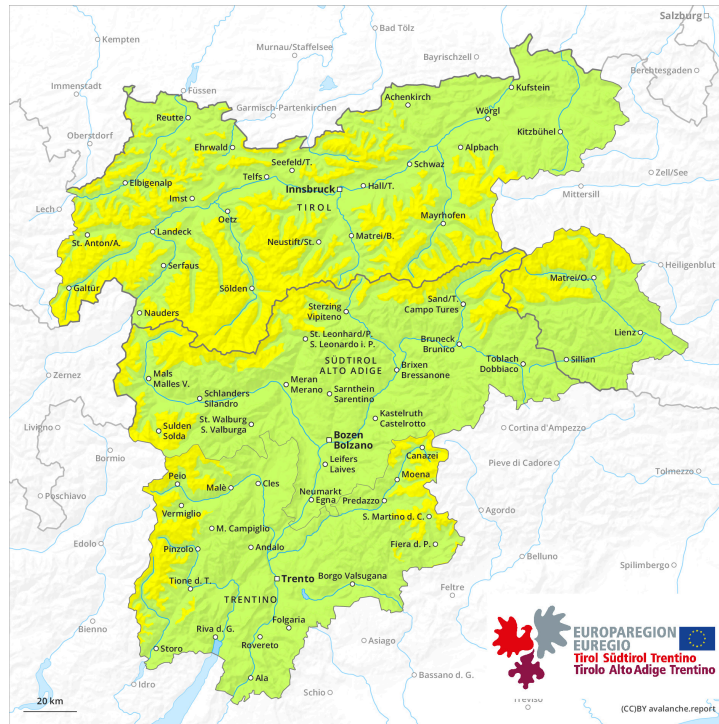 Salzburg
Bad Tölz
Kempten
Murnau/Staffelsee
Bayrischzell
Berchtesgaden
Immenstadt
Füssen
Achenkirch
Kufstein
Reutte
Garmisch-Partenkirchen
Wörgl
Oberstdorf
Ehrwald
Kitzbühel
Alpbach
Seefeld/T.
Schwaz
Zell/See
Telfs
Elbigenalp
Innsbruck
Hall/T.
Mittersill
Imst
TIROL
Lech
Oetz
Mayrhofen
Landeck
Matrei/B.
St. Anton/A.
Neustift/St.
Serfaus
Heiligenblut
Matrei/O.
Galtür
Sölden
Sand/T.
Campo Tures
Nauders
Sterzing
Vipiteno
St. Leonhard/P.
S. Leonardo i. P.
Lienz
Bruneck
Brunico
SÜDTIROL
ALTO ADIGE
Toblach
Dobbiaco
Sillian
Zernez
Mals
Malles V.
Meran
Merano
Brixen
Bressanone
Schlanders
Silandro
Sarnthein
Sarentino
St. Walburg
S. Valburga
Kastelruth
Castelrotto
Livigno
Sulden
Solda
Bozen
Bolzano
Cortina d'Ampezzo
Bormio
Canazei
Leifers
Laives
Pieve di Cadore
Tolmezzo
Peio
Malè
Cles
Moena
Poschiavo
Neumarkt
Egna
Predazzo
Vermiglio
Agordo
S. Martino d. C.
M. Campiglio
Edolo
Pinzolo
Andalo
Fiera d. P.
Belluno
Spilimbergo
Tione d. T.
Trento
Borgo Valsugana
Feltre
TRENTINO
Bienno
Riva d. G.
Folgaria
Storo
Rovereto
Asiago
Idro
Ala
Schio
Bassano d. G.
EUROPAREGION
EUREGIO
Tirol Südtirol Trentino
Tirolo Alto Adige Trentino
Treviso
20 km
(CC)BY avalanche.report